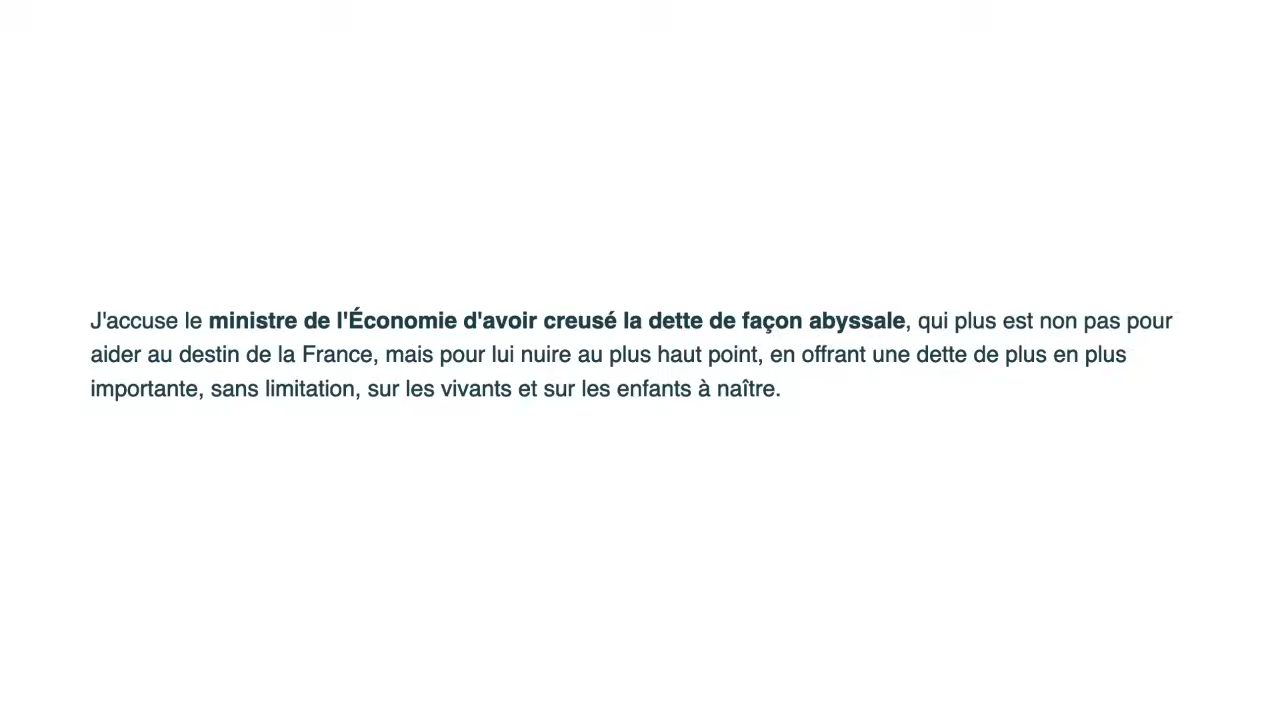 J'accuse le ministre de l'Économie d'avoir creusé la dette de façon abyssale, qui plus est non pas pour
aider au destin de la France, mais pour lui nuire au plus haut point, en offrant une dette de plus en plus
importante, sans limitation, sur les vivants et sur les enfants à naître.